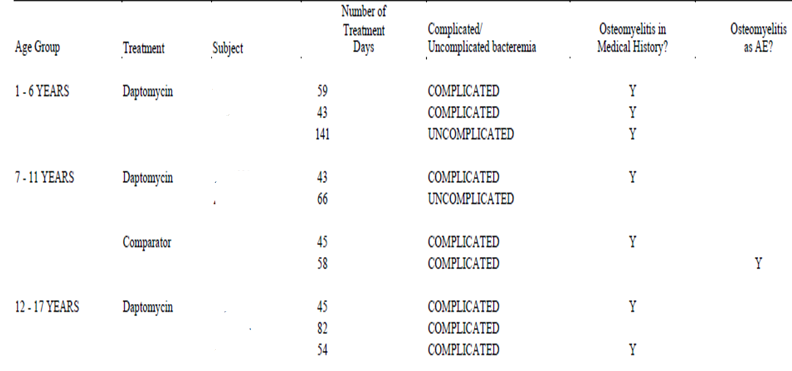 Number of
Treatment
Days
Complicated/
Uncomplicated bacteremia
Osteomyelitis in
Medical History?
Osteomyelitis
as AE?
Age Group Treatment Subject
1 - 6 YEARS Daptomycin 59 COMPLICATED Y
43 COMPLICATED Y
141 UNCOMPLICATED Y
7 - 11 YEARS Daptomycin 43 COMPLICATED Y
66 UNCOMPLICATED
Comparator 45 COMPLICATED Y
58 COMPLICATED Y
12 - 17 YEARS Daptomycin 45 COMPLICATED Y
82 COMPLICATED
54 COMPLICATED Y